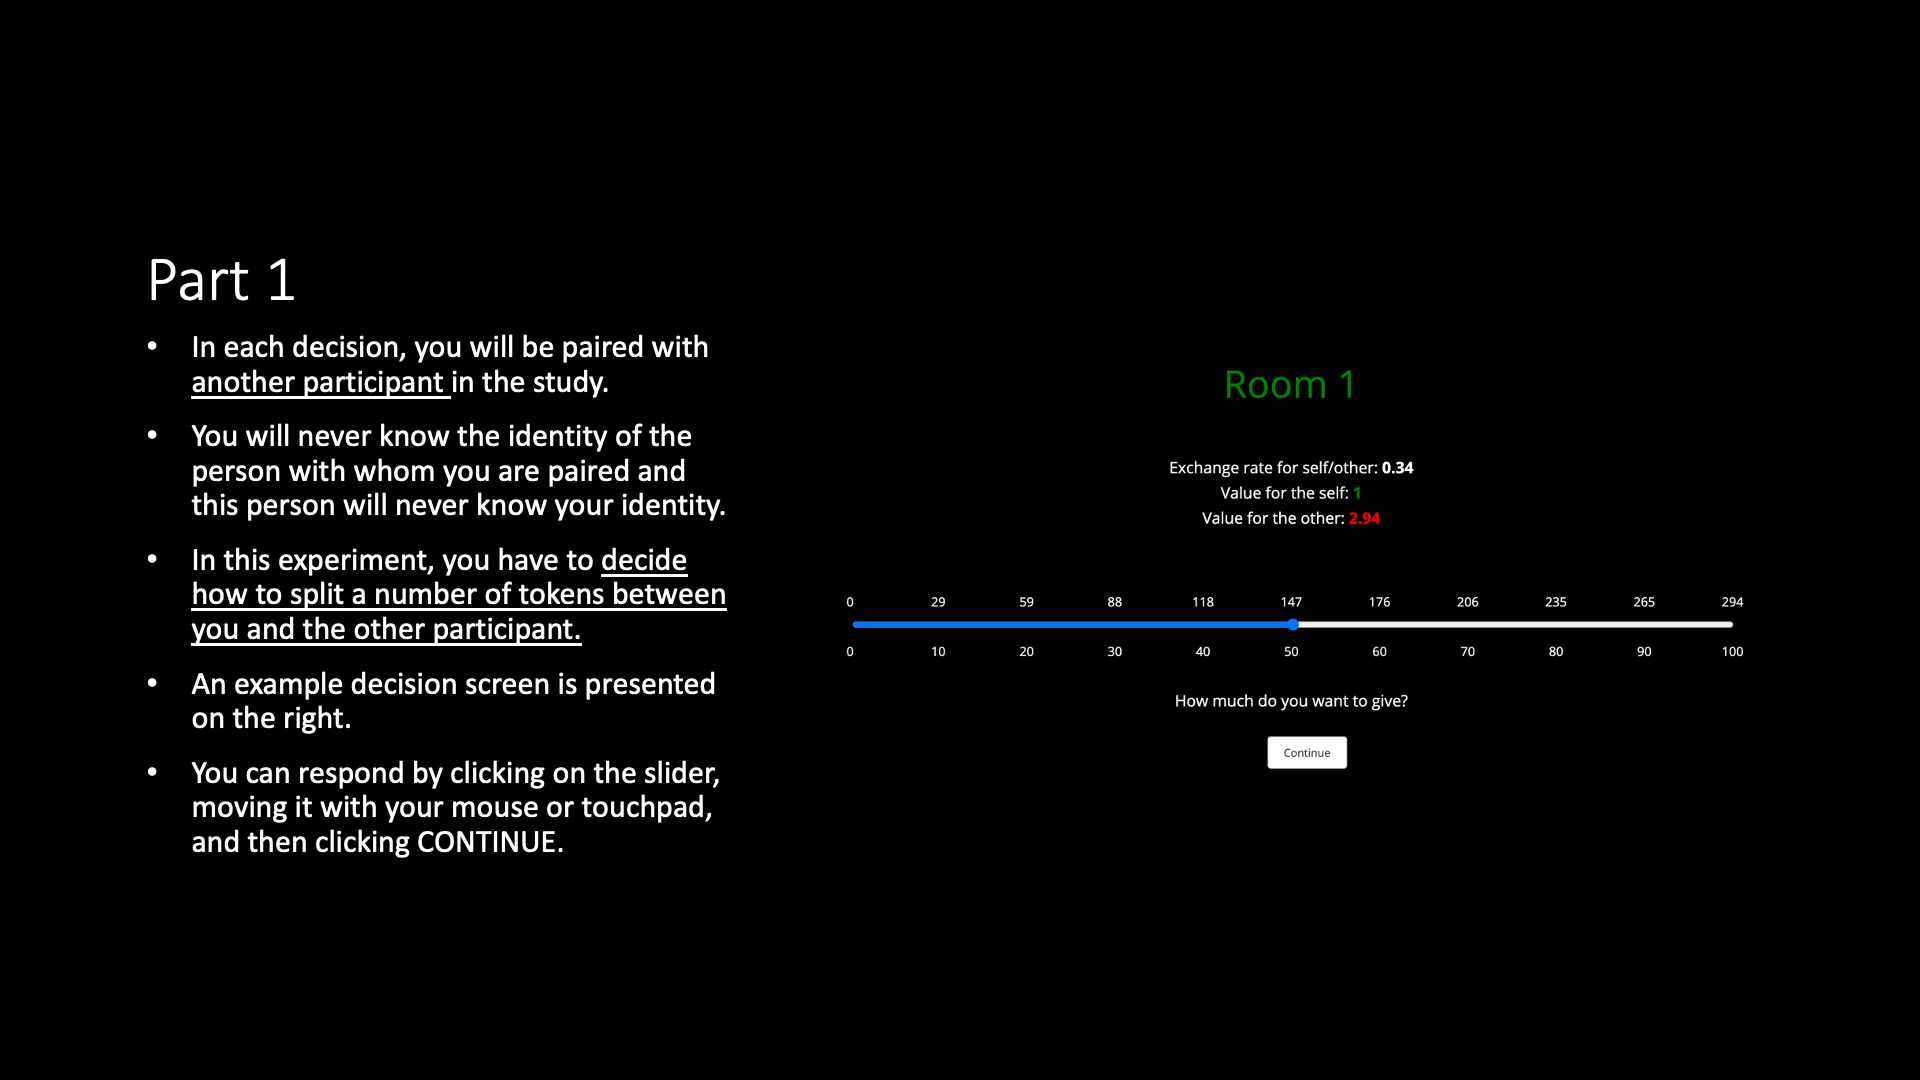 Part 1
• In each decision, you will be paired with
another participant in the study.
• You will never know the identity of the
person with whom you are paired and
this person will never know your identity.
• In this experiment, you have to decide
how to split a number of tokens between
you and the other participant.
• An example decision screen is presented
on the right.
• You can respond by clicking on the slider,
moving it with your mouse or touchpad,
and then clicking CONTINUE.
Room 1
Exchange rate for self/other: 0.34
Value for the self: 1
Value for the other: 2.94
0 29 59 88 118 147 176 206 235 265 294
0 10 20 30 40 50 60 70 80 90 100
How much do you want to give?
Continue